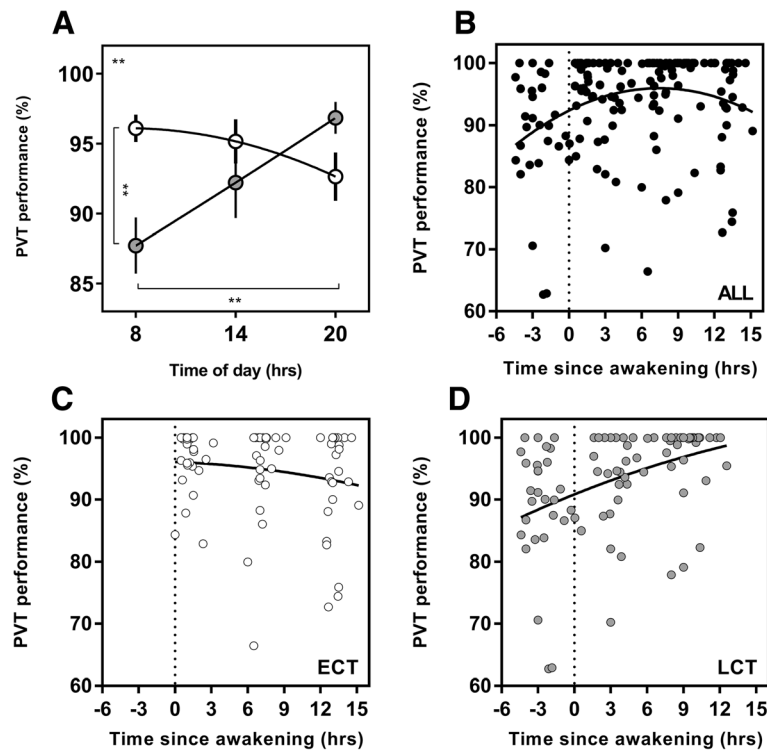 A
**
PVT performance (%)
100
95
90
85
**
**
8 14 20
Time of day (hrs)
B
PVT performance (%)
100
90
80
70
60
ALL
-6 -3 0 3 6 9 12 15
Time since awakening (hrs)
C
PVT performance (%)
100
90
80
70
60
ECT
-6 -3 0 3 6 9 12 15
Time since awakening (hrs)
D
PVT performance (%)
100
90
80
70
60
LCT
-6 -3 0 3 6 9 12 15
Time since awakening (hrs)